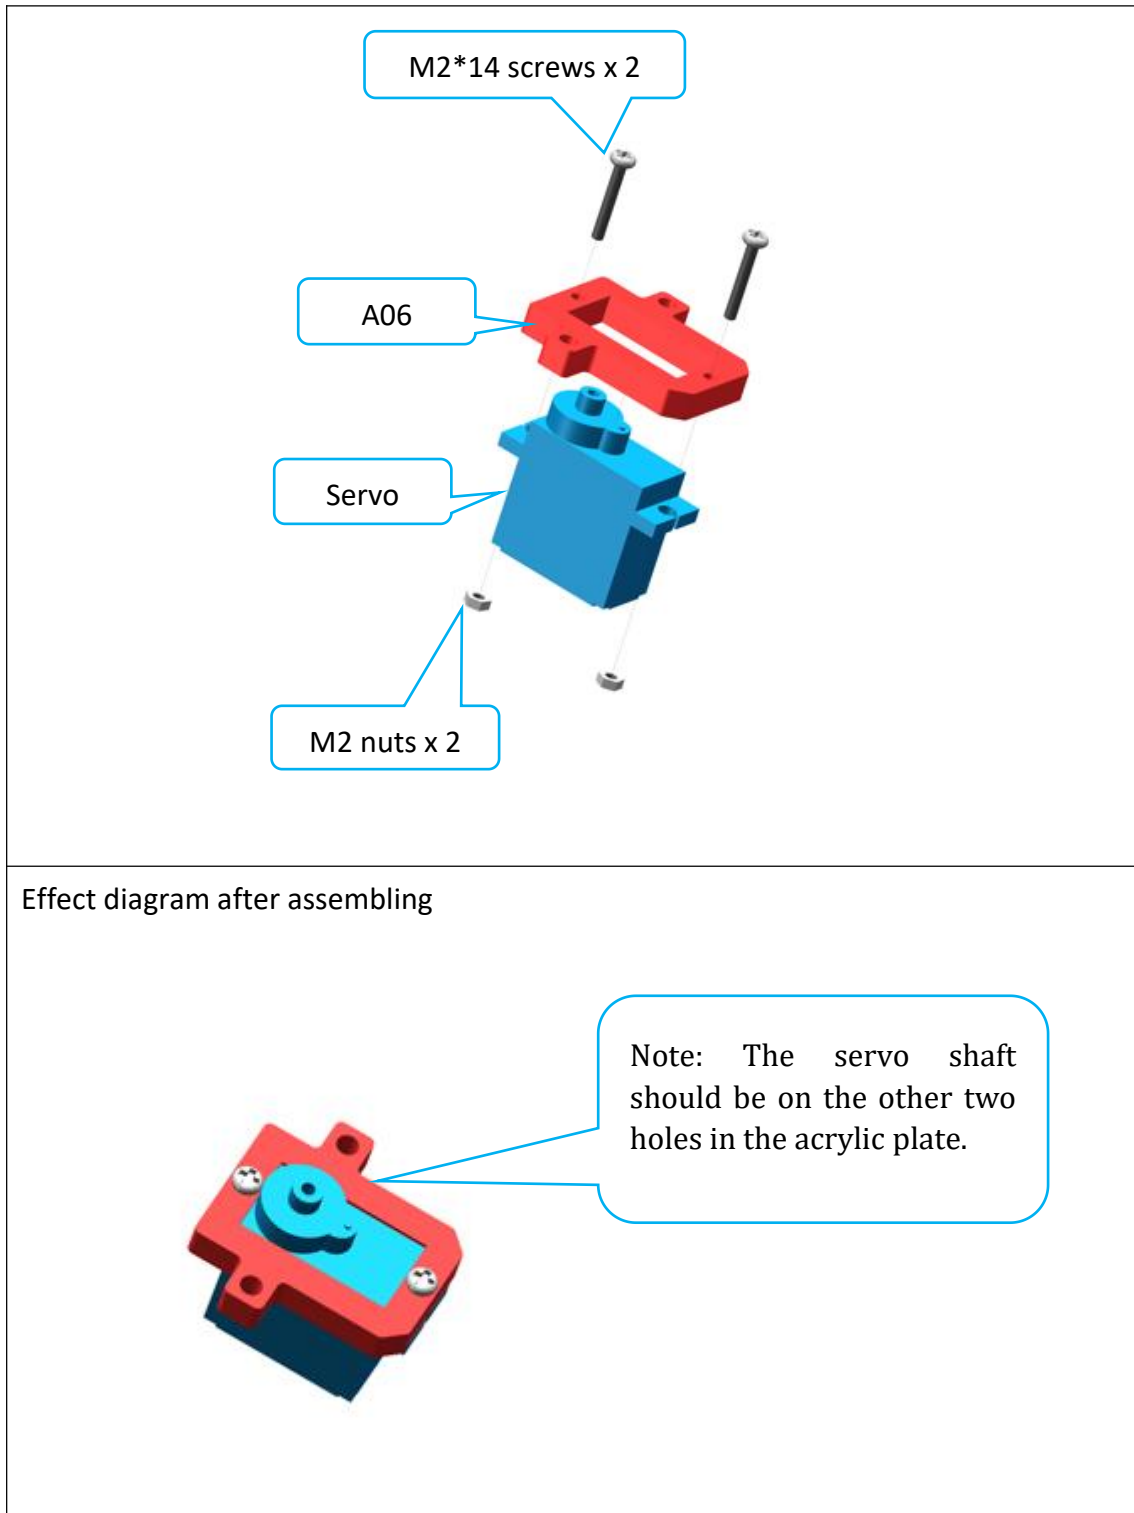 M2*14 screws x 2
A06
Servo
M2 nuts x 2
Effect diagram after assembling
Note: The servo shaft
should be on the other two
holes in the acrylic plate.